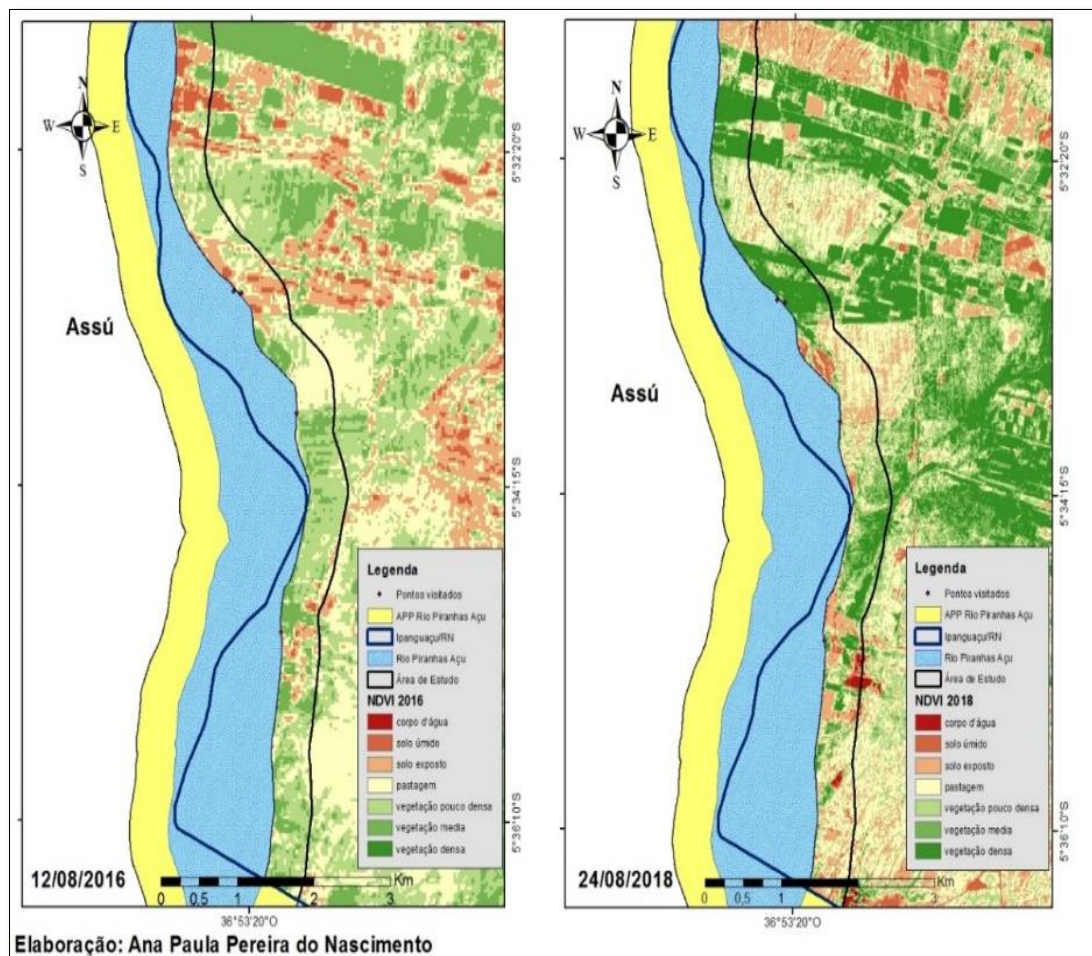 N
W
E
S
Assú
5°32'20"S
5°34'15"S
5°36'10"S
Legenda
Pontos visitados
APP Rio Piranhas Açu
Ipanguaçu/RN
Rio Piranhas Açu
Área de Estudo
NDVI 2016
corpo d'água
solo úmido
solo exposto
pastagem
vegetação pouco densa
vegetação media
vegetação densa
12/08/2016
Km
0 0,5 1 2 3
36°53'20"O
N
W
E
S
Assú
5°32'20"S
5°34'15"S
5°36'10"S
Legenda
Pontos visitados
APP Rio Piranhas Açu
Ipanguaçu/RN
Rio Piranhas Açu
Área de Estudo
NDVI 2018
corpo d'água
solo úmido
solo exposto
pastagem
vegetação pouco densa
vegetação media
vegetação densa
24/08/2018
Km
0 0,5 1 2 3
36°53'20"O
Elaboração: Ana Paula Pereira do Nascimento